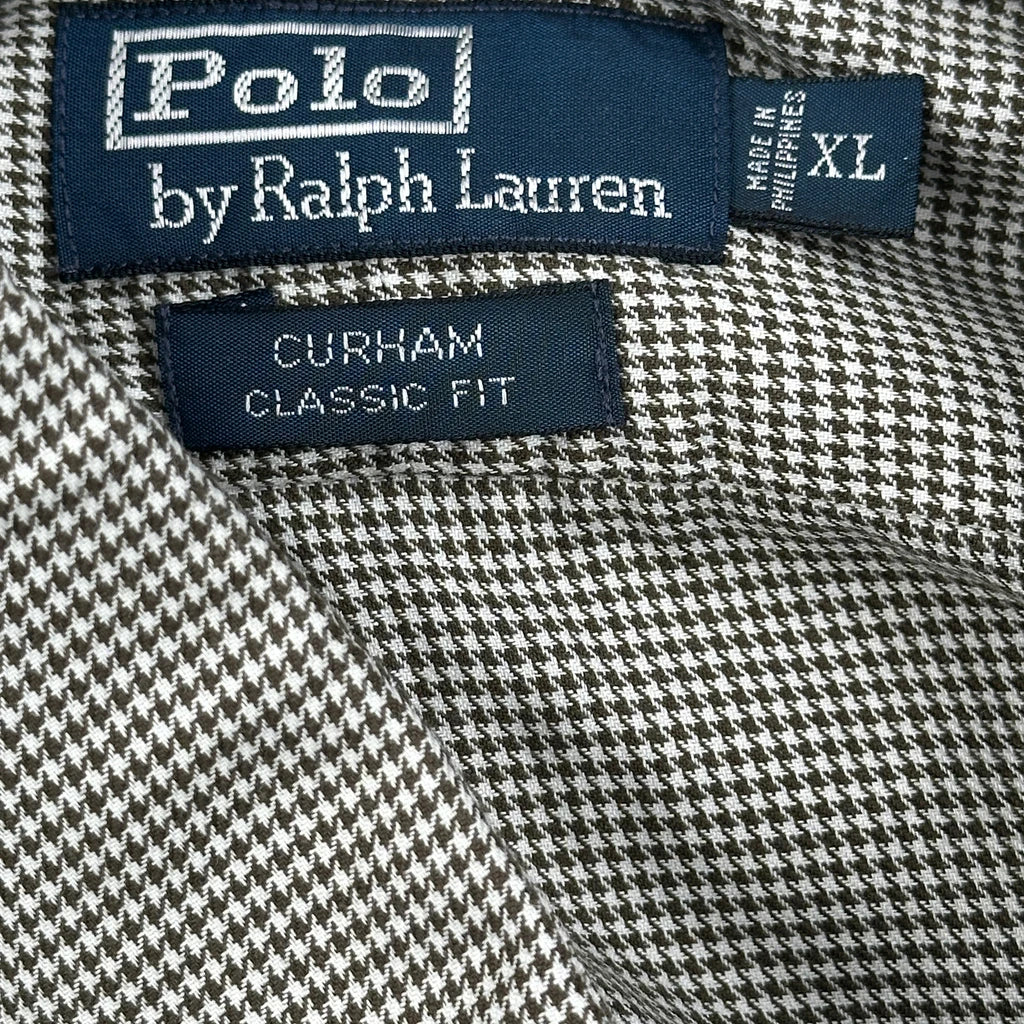 Polo
by Ralph Lauren
MADE IN
PHILIPPINES
XL
CURHAM
CLASSIC FIT